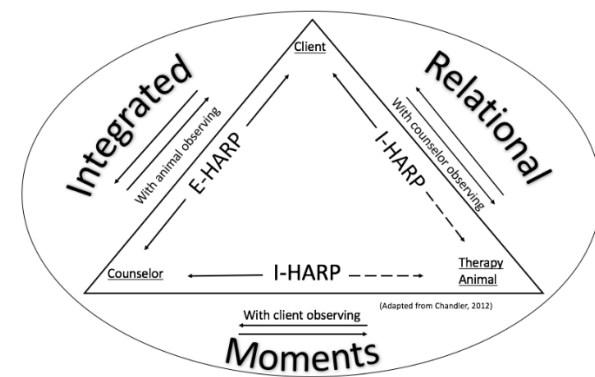 Client
Integrated
Relational
With animal observing
With counselor observing
E-HARP
I-HARP
Counselor
I-HARP
Therapy
Animal
(Adapted from Chandler, 2012)
With client observing
Moments